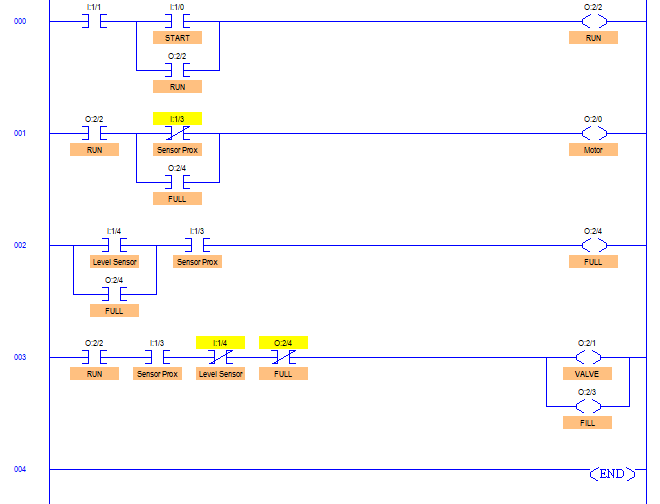 I:1/1 I:1/0 O:2/2
000
START RUN
O:2/2
RUN
O:2/2 I:1/3 O:2/0
001
RUN Sensor Prox Motor
O:2/4
FULL
I:1/4 I:1/3 O:2/4
002
Level Sensor Sensor Prox FULL
O:2/4
FULL
O:2/2 I:1/3 I:1/4 O:2/4 O:2/1
003
RUN Sensor Prox Level Sensor FULL VALVE
O:2/3
FILL
004 END